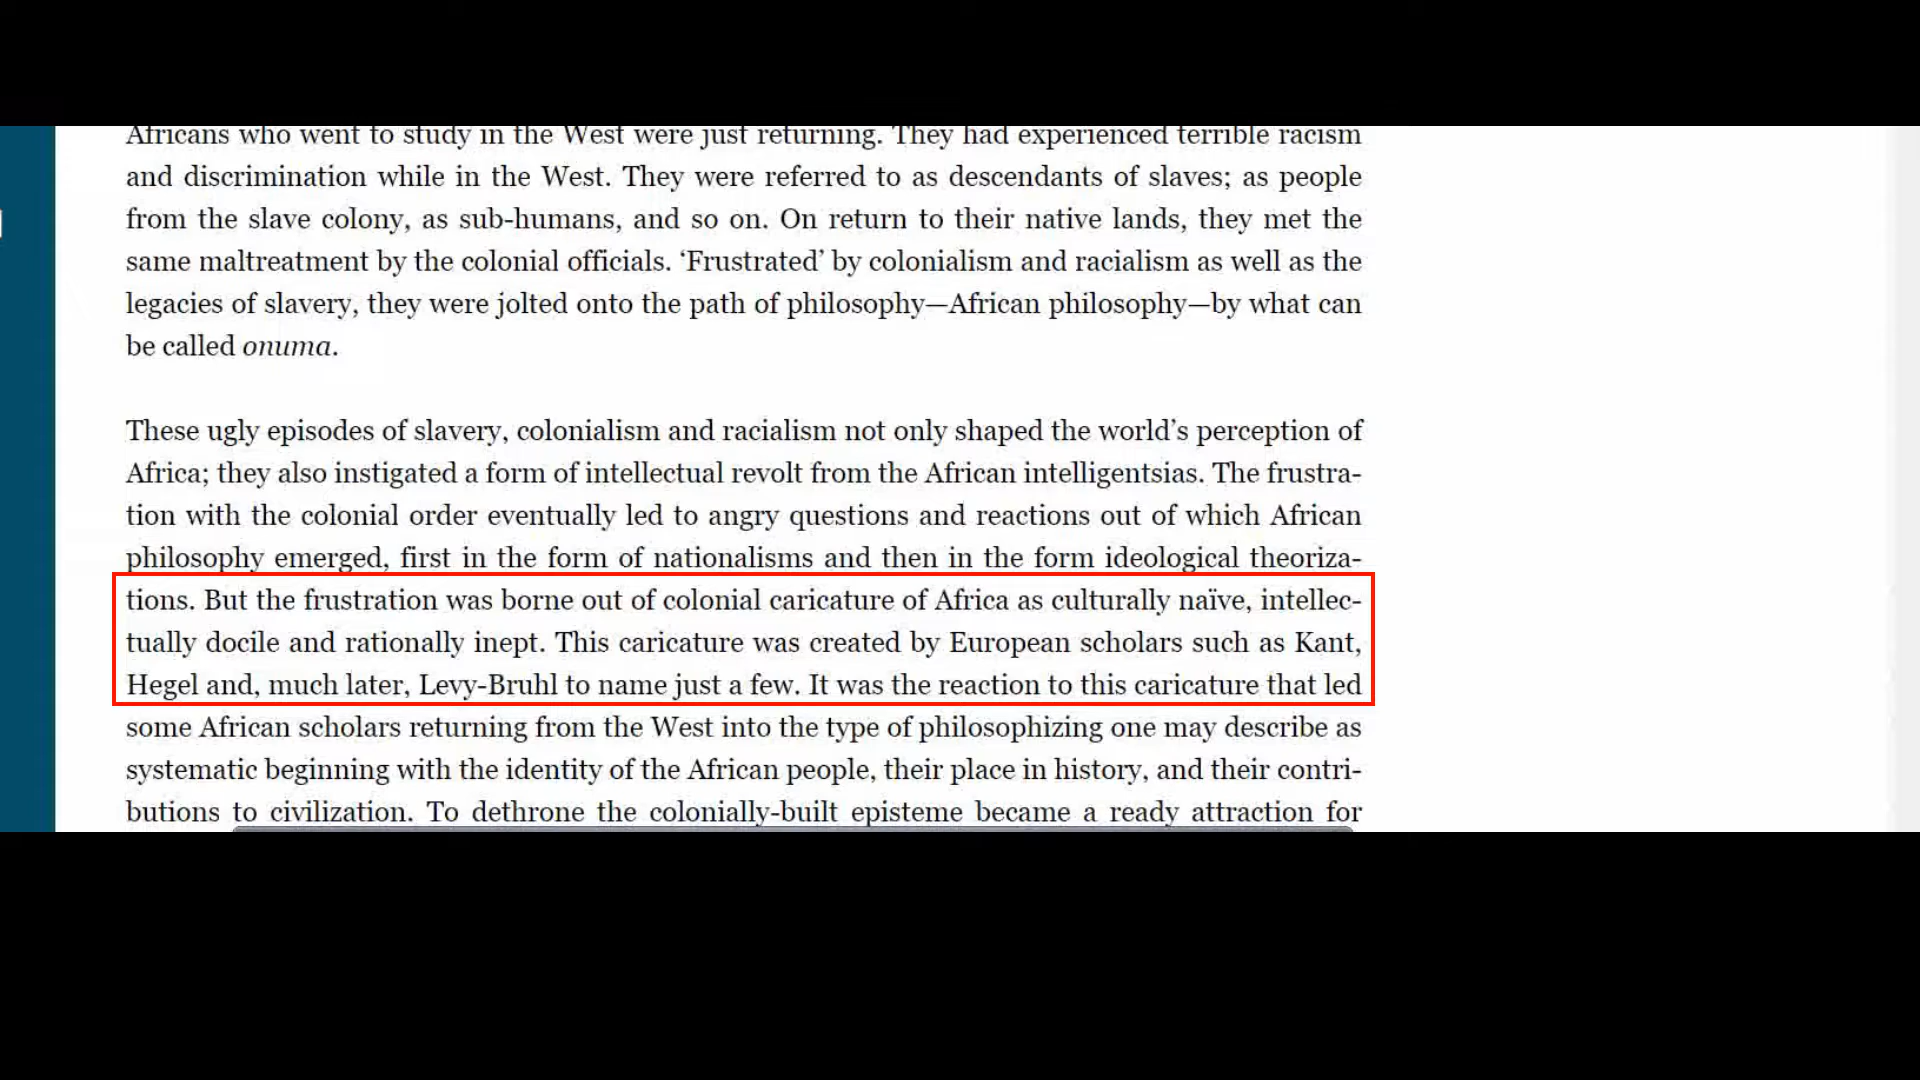 Africans who went to study in the West were just returning. They had experienced terrible racism
and discrimination while in the West. They were referred to as descendants of slaves; as people
from the slave colony, as sub-humans, and so on. On return to their native lands, they met the
same maltreatment by the colonial officials. ‘Frustrated’ by colonialism and racialism as well as the
legacies of slavery, they were jolted onto the path of philosophy—African philosophy—by what can
be called onuma.
These ugly episodes of slavery, colonialism and racialism not only shaped the world’s perception of
Africa; they also instigated a form of intellectual revolt from the African intelligentsias. The frustra-
tion with the colonial order eventually led to angry questions and reactions out of which African
philosophy emerged, first in the form of nationalisms and then in the form ideological theoriza-
tions. But the frustration was borne out of colonial caricature of Africa as culturally naïve, intellec-
tually docile and rationally inept. This caricature was created by European scholars such as Kant,
Hegel and, much later, Levy-Bruhl to name just a few. It was the reaction to this caricature that led
some African scholars returning from the West into the type of philosophizing one may describe as
systematic beginning with the identity of the African people, their place in history, and their contri-
butions to civilization. To dethrone the colonially-built episteme became a ready attraction for